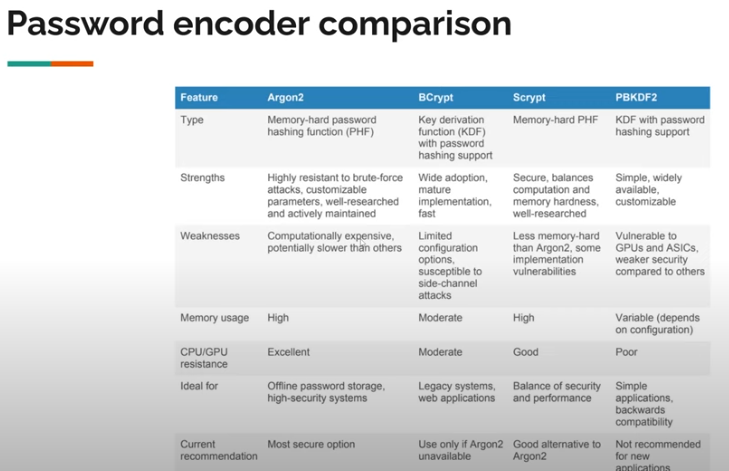 Password encoder comparison
Feature Argon2 BCrypt Scrypt PBKDF2
Type Memory-hard password Key derivation Memory-hard PHF KDF with password
hashing function (PHF) function (KDF) hashing support
with password
hashing support
Strengths Highly resistant to brute-force Wide adoption, Secure, balances Simple, widely
attacks, customizable mature computation and available,
parameters, well-researched implementation, memory hardness, customizable
and actively maintained fast well-researched
Weaknesses Computationally expensive, Limited Less memory-hard Vulnerable to
potentially slower than others configuration than Argon2, some GPUs and ASICs,
options, implementation weaker security
susceptible to vulnerabilities compared to others
side-channel
attacks
Memory usage High Moderate High Variable (depends
on configuration)
CPU/GPU Excellent Moderate Good Poor
resistance
Ideal for Offline password storage, Legacy systems, Balance of security Simple
high-security systems web applications and performance applications,
backwards
compatibility
Current Most secure option Use only if Argon2 Good alternative to Not recommended
recommendation unavailable Argon2 for new
applications